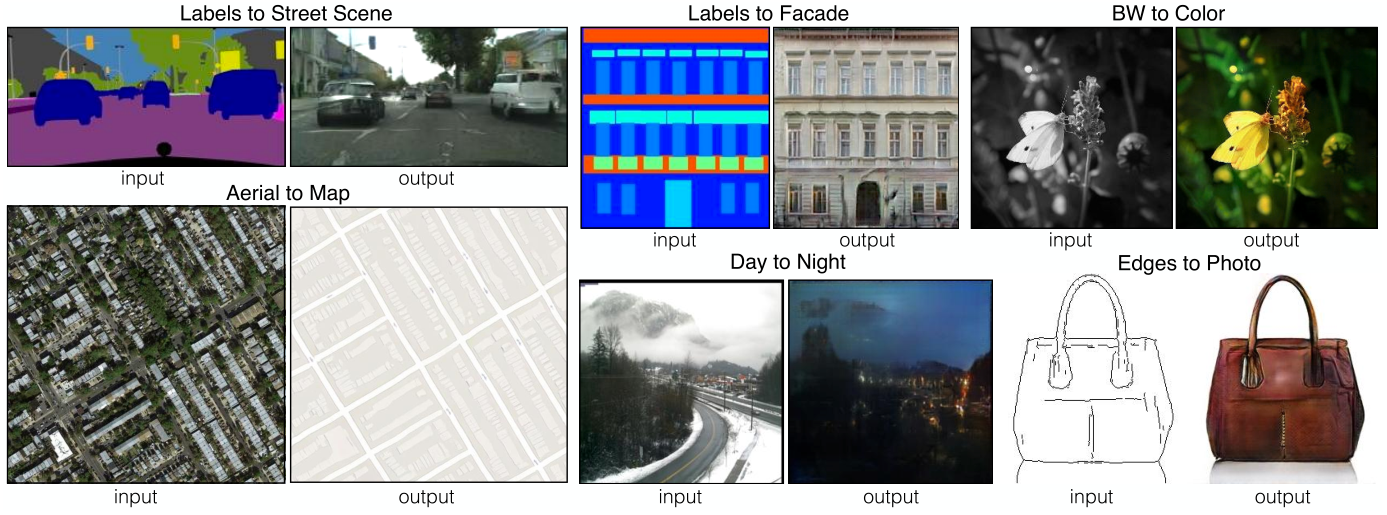 Labels to Street Scene
input
output
Aerial to Map
input
output
Labels to Facade
input
output
BW to Color
input
output
Day to Night
input
output
Edges to Photo
input
output